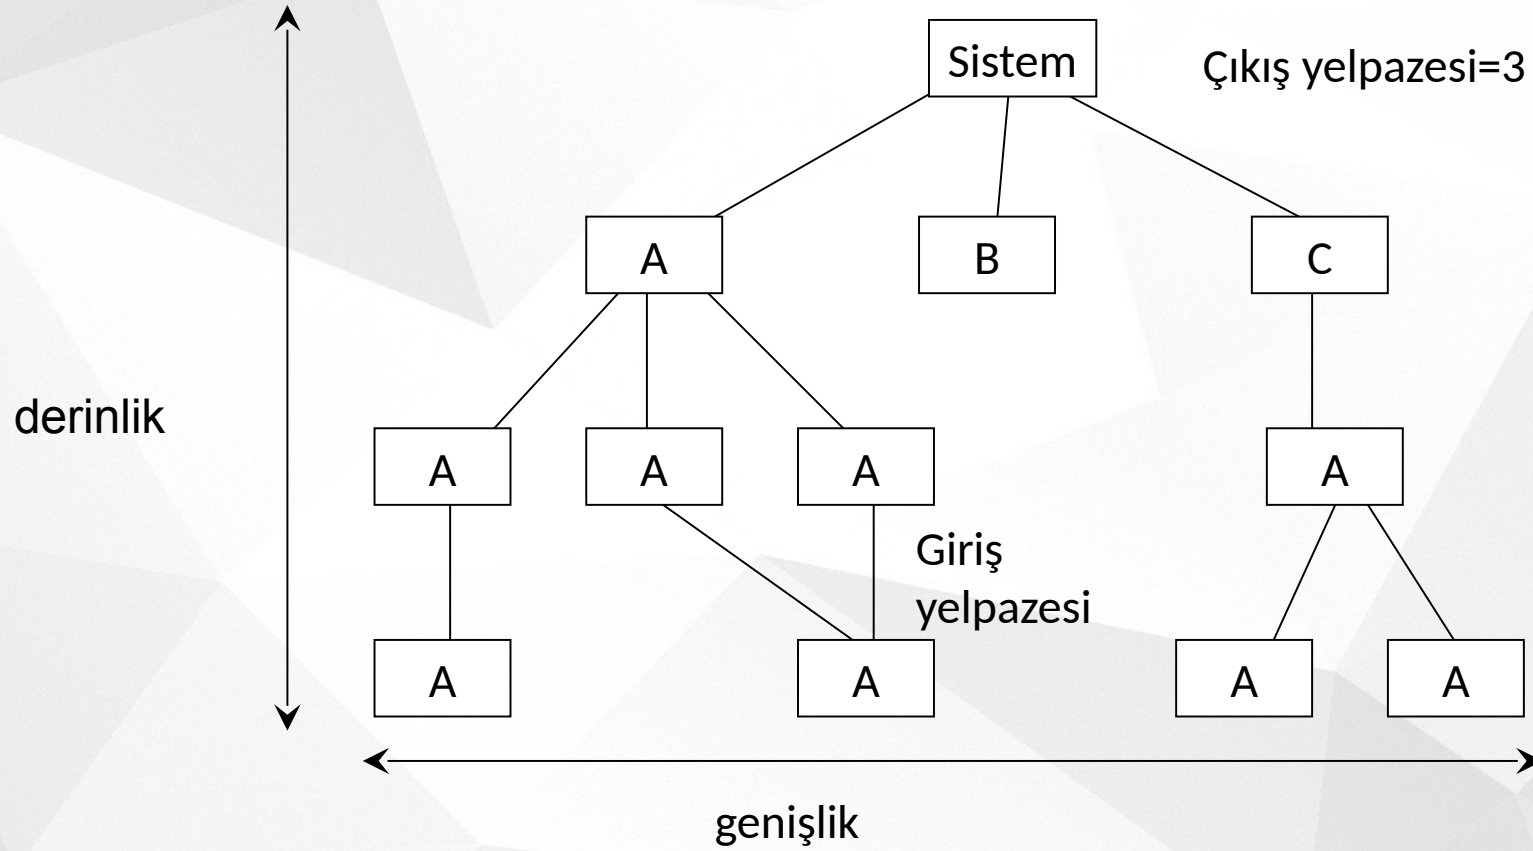 Sistem
Çıkış yelpazesi=3
A
B
C
derinlik
A
A
A
A
Giriş
yelpazesi
A
A
A
A
genişlik